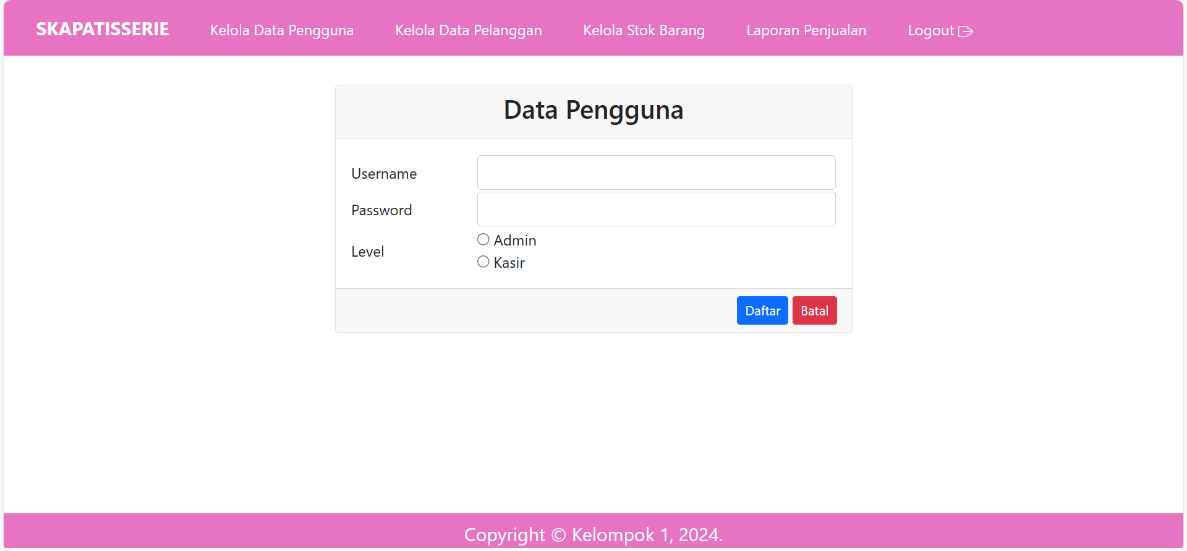 SKAPATISSERIE Kelola Data Pengguna Kelola Data Pelanggan Kelola Stok Barang Laporan Penjualan Logout
Data Pengguna
Username
Password
Level
Admin
Kasir
Daftar Batal
Copyright © Kelompok 1, 2024.